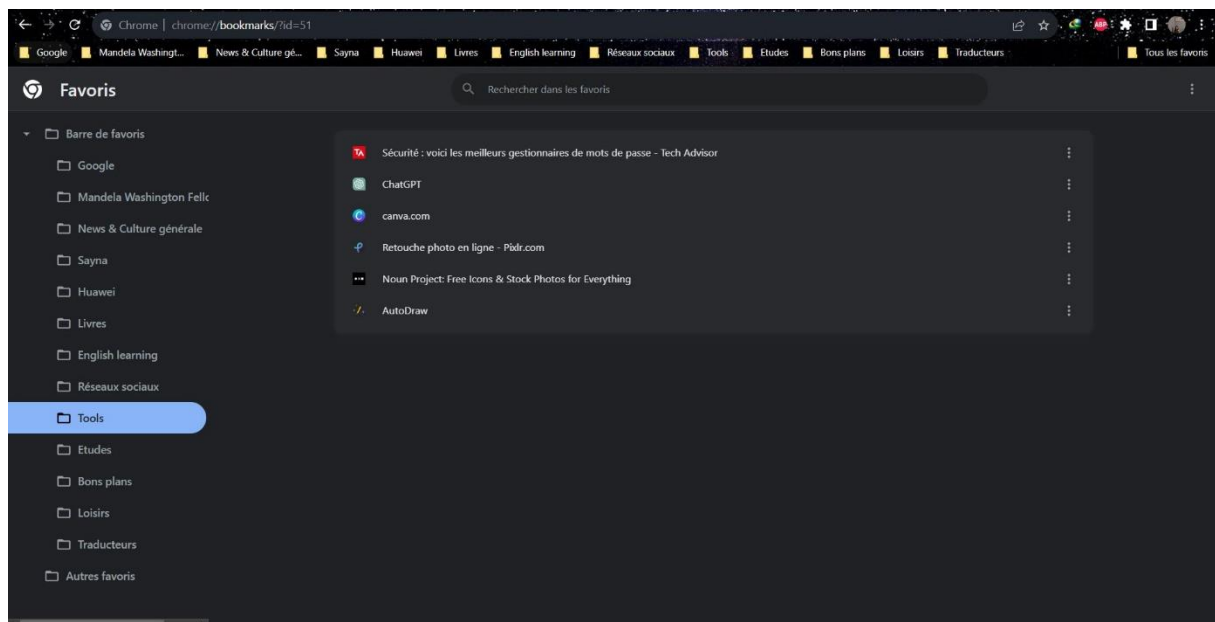 Chrome | chrome://bookmarks/?id=51
Google Mandela Washingt... News & Culture gé... Sayna Huawei Livres English learning Réseaux sociaux Tools Etudes Bons plans Loisirs Traducteurs Tous les favoris
Favoris
Rechercher dans les favoris
Barre de favoris
Google
Mandela Washington Fellc
News & Culture générale
Sayna
Huawei
Livres
English learning
Réseaux sociaux
Tools
Etudes
Bons plans
Loisirs
Traducteurs
Autres favoris
Sécurité : voici les meilleurs gestionnaires de mots de passe - Tech Advisor
ChatGPT
canva.com
Retouche photo en ligne - Pixlr.com
Noun Project: Free Icons & Stock Photos for Everything
AutoDraw
TA
ABP